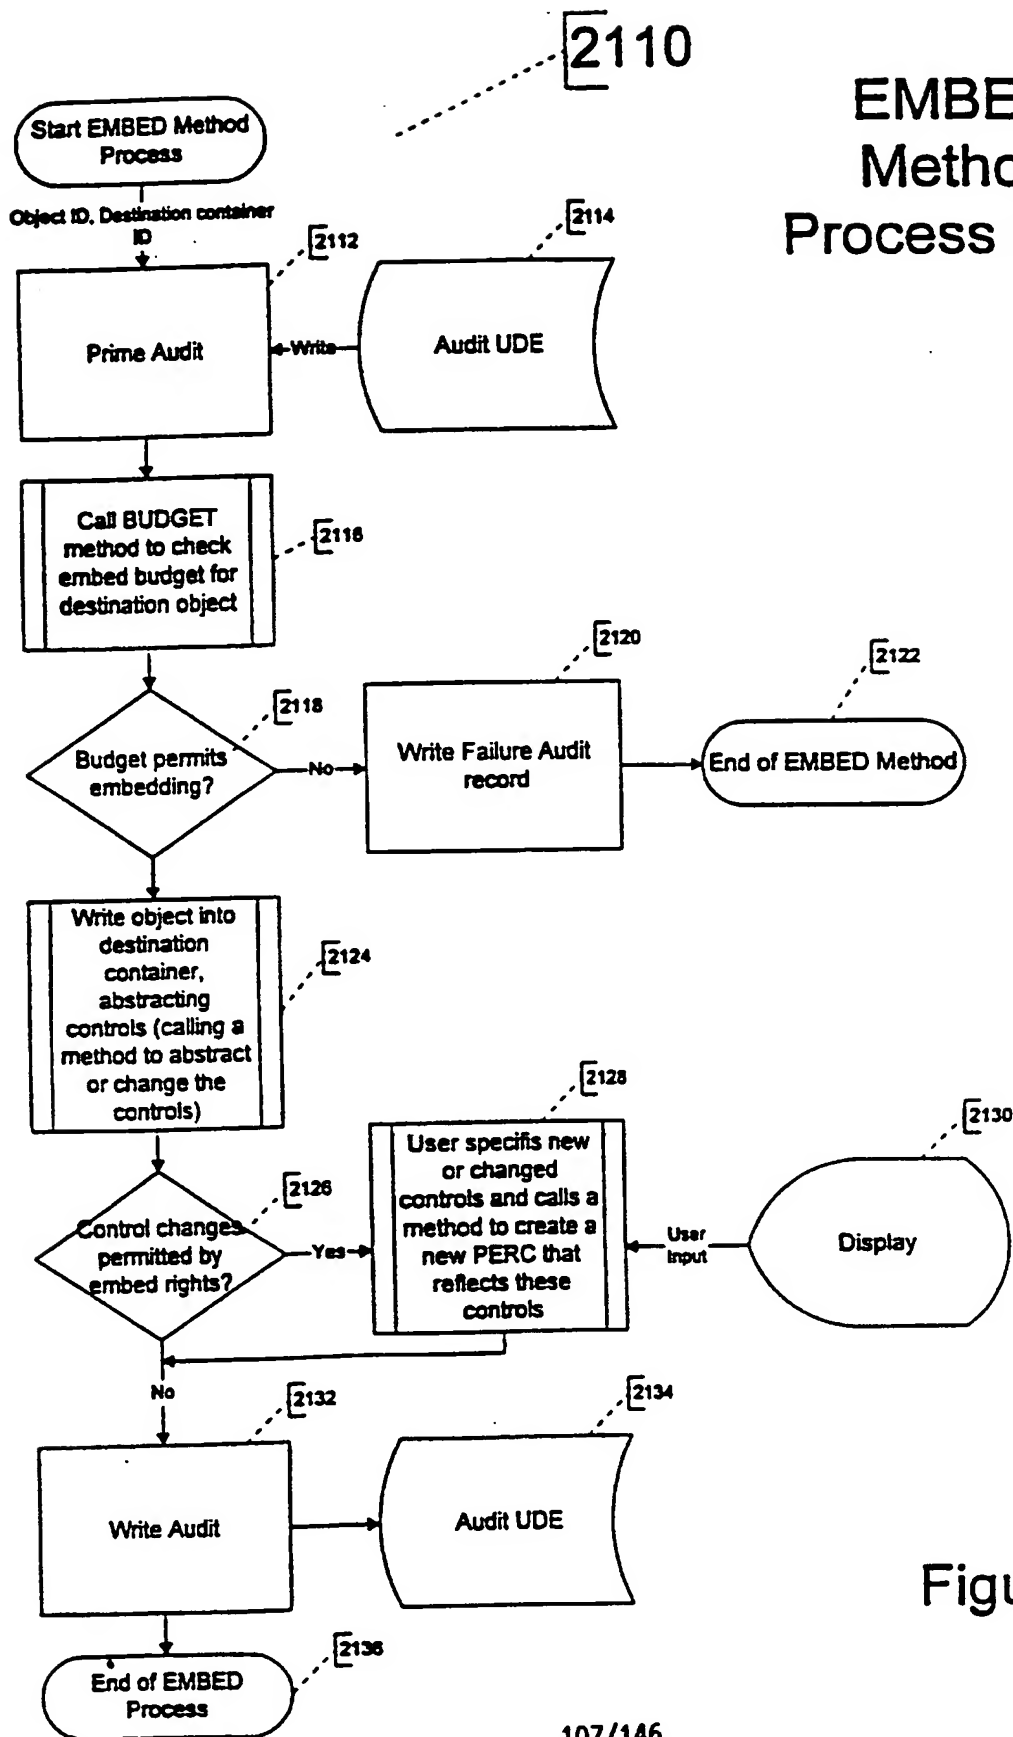 2110
EMBE
Metho
Process
Start EMBED Method
Process
Object ID, Destination container
ID
2112
2114
Prime Audit
Write
Audit UDE
Call BUDGET
method to check
embed budget for
destination object
2116
2118
2120
2122
Budget permits
embedding?
No
Write Failure Audit
record
End of EMBED Method
Write object into
destination
container,
abstracting
controls (calling a
method to abstract
or change the
controls)
2124
2126
2128
2130
Control changes
permitted by
embed rights?
Yes
User specifis new
or changed
controls and calls a
method to create a
new PERC that
reflects these
controls
User
Input
Display
No
2132
2134
Write Audit
Audit UDE
Figu
2136
End of EMBED
Process
107/146